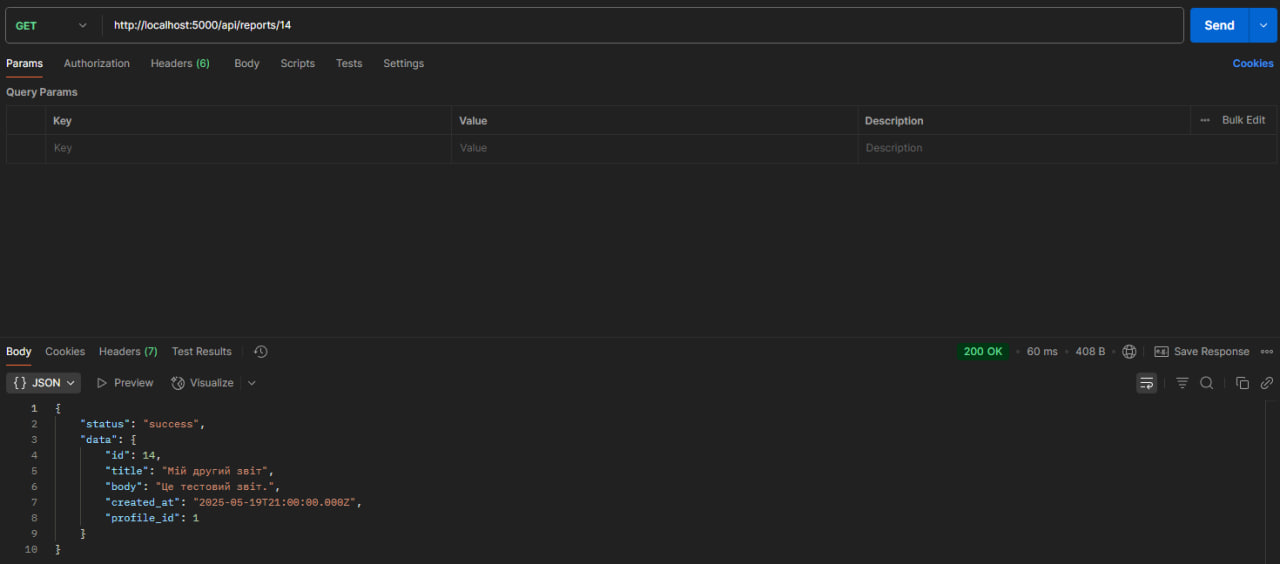 GET http://localhost:5000/api/reports/14 Send
Params Authorization Headers (6) Body Scripts Tests Settings Cookies
Query Params
Key Value Description ••• Bulk Edit
Key Value Description
Body Cookies Headers (7) Test Results 200 OK • 60 ms • 408 B • e.g. Save Response •••
{} JSON Preview Visualize
1 {
2 "status": "success",
3 "data": {
4 "id": 14,
5 "title": "Мій другий звіт",
6 "body": "Це тестовий звіт.",
7 "created_at": "2025-05-19T21:00:00.000Z",
8 "profile_id": 1
9 }
10 }